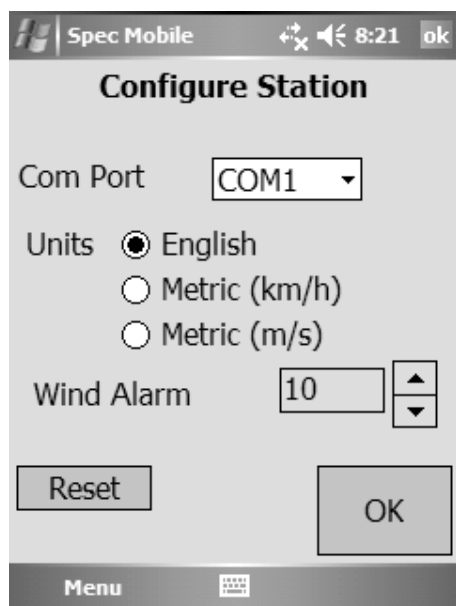 Spec Mobile 8:21 ok
Configure Station
Com Port COM1
Units English
Metric (km/h)
Metric (m/s)
Wind Alarm 10
Reset
OK
Menu